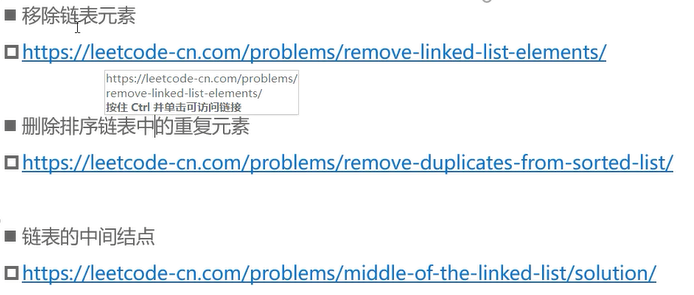 移除链表元素
https://leetcode-cn.com/problems/remove-linked-list-elements/
https://leetcode-cn.com/problems/
remove-linked-list-elements/
按住 Ctrl 并单击可访问链接
删除排序链表中的重复元素
https://leetcode-cn.com/problems/remove-duplicates-from-sorted-list/
链表的中间结点
https://leetcode-cn.com/problems/middle-of-the-linked-list/solution/